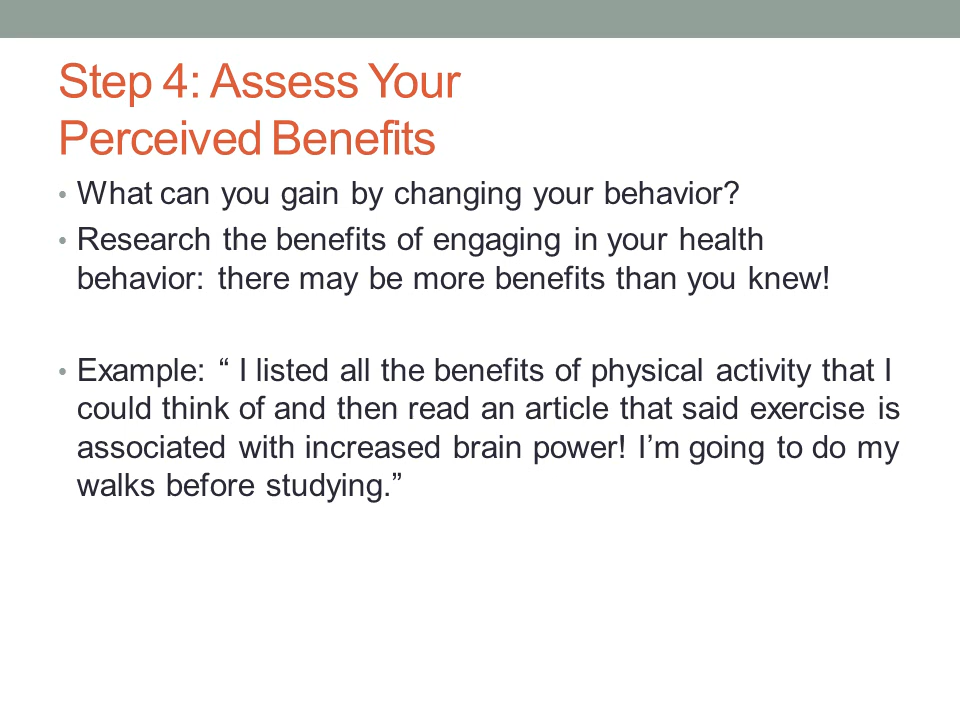 Step 4: Assess Your
Perceived Benefits
• What can you gain by changing your behavior?
• Research the benefits of engaging in your health
behavior: there may be more benefits than you knew!
• Example: “ I listed all the benefits of physical activity that I
could think of and then read an article that said exercise is
associated with increased brain power! I’m going to do my
walks before studying.”